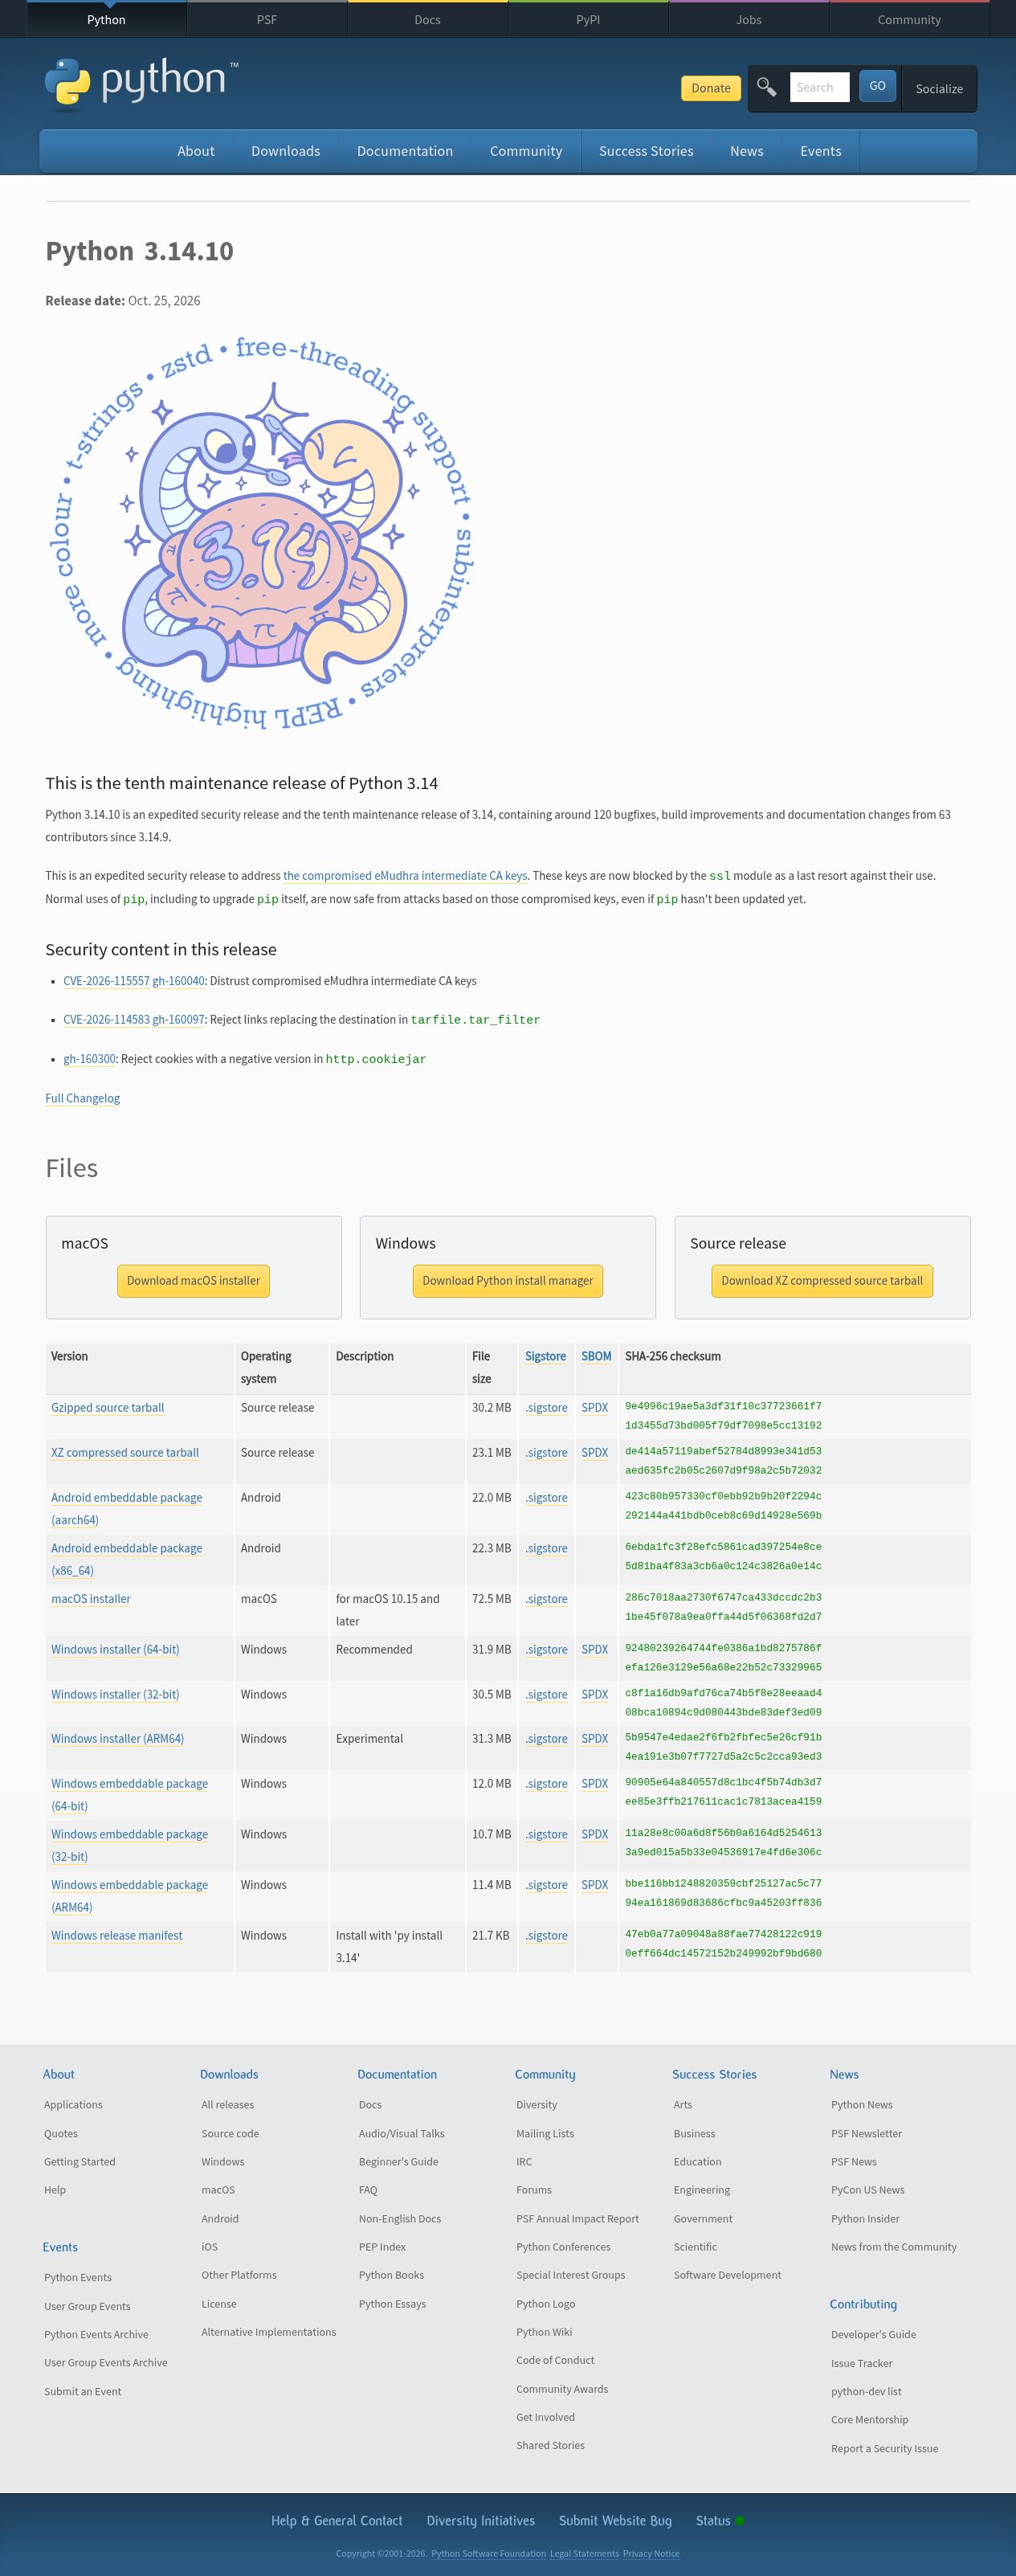 Python
PSF
Docs
PyPI
Jobs
Community
python™
Donate
Search
GO
Socialize
About
Downloads
Documentation
Community
Success Stories
News
Events
Python 3.14.10
Release date: Oct. 25, 2026
t-strings • zstd • free-threading support • subinterpreters • REPL highlighting • more colour •
3.14
π π π π π
This is the tenth maintenance release of Python 3.14
Python 3.14.10 is an expedited security release and the tenth maintenance release of 3.14, containing around 120 bugfixes, build improvements and documentation changes from 63
contributors since 3.14.9.
This is an expedited security release to address the compromised eMudhra intermediate CA keys. These keys are now blocked by the ssl module as a last resort against their use.
Normal uses of pip, including to upgrade pip itself, are now safe from attacks based on those compromised keys, even if pip hasn't been updated yet.
Security content in this release
▪ CVE-2026-115557 gh-160040: Distrust compromised eMudhra intermediate CA keys
▪ CVE-2026-114583 gh-160097: Reject links replacing the destination in tarfile.tar_filter
▪ gh-160300: Reject cookies with a negative version in http.cookiejar
Full Changelog
Files
macOS
Download macOS installer
Windows
Download Python install manager
Source release
Download XZ compressed source tarball
Version Operating system Description File size Sigstore SBOM SHA-256 checksum
Gzipped source tarball Source release 30.2 MB .sigstore SPDX 9e4996c19ae5a3df31f10c37723661f7
1d3455d73bd005f79df7098e5cc13192
XZ compressed source tarball Source release 23.1 MB .sigstore SPDX de414a57119abef52784d8993e341d53
aed635fc2b05c2607d9f98a2c5b72032
Android embeddable package Android 22.0 MB .sigstore 423c80b957330cf0ebb92b9b20f2294c
(aarch64) 292144a441bdb0ceb8c69d14928e569b
Android embeddable package Android 22.3 MB .sigstore 6ebda1fc3f28efc5861cad397254e8ce
(x86_64) 5d81ba4f83a3cb6a0c124c3826a0e14c
macOS installer macOS for macOS 10.15 and 72.5 MB .sigstore 286c7018aa2730f6747ca433dccdc2b3
later 1be45f078a9ea0ffa44d5f06368fd2d7
Windows installer (64-bit) Windows Recommended 31.9 MB .sigstore SPDX 92480239264744fe0386a1bd8275786f
efa126e3129e56a68e22b52c73329965
Windows installer (32-bit) Windows 30.5 MB .sigstore SPDX c8f1a16db9afd76ca74b5f8e28eeaad4
08bca10894c9d080443bde83def3ed09
Windows installer (ARM64) Windows Experimental 31.3 MB .sigstore SPDX 5b9547e4edae2f6fb2fbfec5e26cf91b
4ea191e3b07f7727d5a2c5c2cca93ed3
Windows embeddable package Windows 12.0 MB .sigstore SPDX 90905e64a840557d8c1bc4f5b74db3d7
(64-bit) ee85e3ffb217611cac1c7813acea4159
Windows embeddable package Windows 10.7 MB .sigstore SPDX 11a28e8c00a6d8f56b0a6164d5254613
(32-bit) 3a9ed015a5b33e04536917e4fd6e306c
Windows embeddable package Windows 11.4 MB .sigstore SPDX bbe116bb1248820359cbf25127ac5c77
(ARM64) 94ea161869d83686cfbc9a45203ff836
Windows release manifest Windows Install with 'py install 21.7 KB .sigstore 47eb0a77a09048a88fae77428122c919
3.14' 0eff664dc14572152b249992bf9bd680
About
Applications
Quotes
Getting Started
Help
Events
Python Events
User Group Events
Python Events Archive
User Group Events Archive
Submit an Event
Downloads
All releases
Source code
Windows
macOS
Android
iOS
Other Platforms
License
Alternative Implementations
Documentation
Docs
Audio/Visual Talks
Beginner's Guide
FAQ
Non-English Docs
PEP Index
Python Books
Python Essays
Community
Diversity
Mailing Lists
IRC
Forums
PSF Annual Impact Report
Python Conferences
Special Interest Groups
Python Logo
Python Wiki
Code of Conduct
Community Awards
Get Involved
Shared Stories
Success Stories
Arts
Business
Education
Engineering
Government
Scientific
Software Development
News
Python News
PSF Newsletter
PSF News
PyCon US News
Python Insider
News from the Community
Contributing
Developer's Guide
Issue Tracker
python-dev list
Core Mentorship
Report a Security Issue
Help & General Contact
Diversity Initiatives
Submit Website Bug
Status
Copyright ©2001-2026. Python Software Foundation Legal Statements Privacy Notice